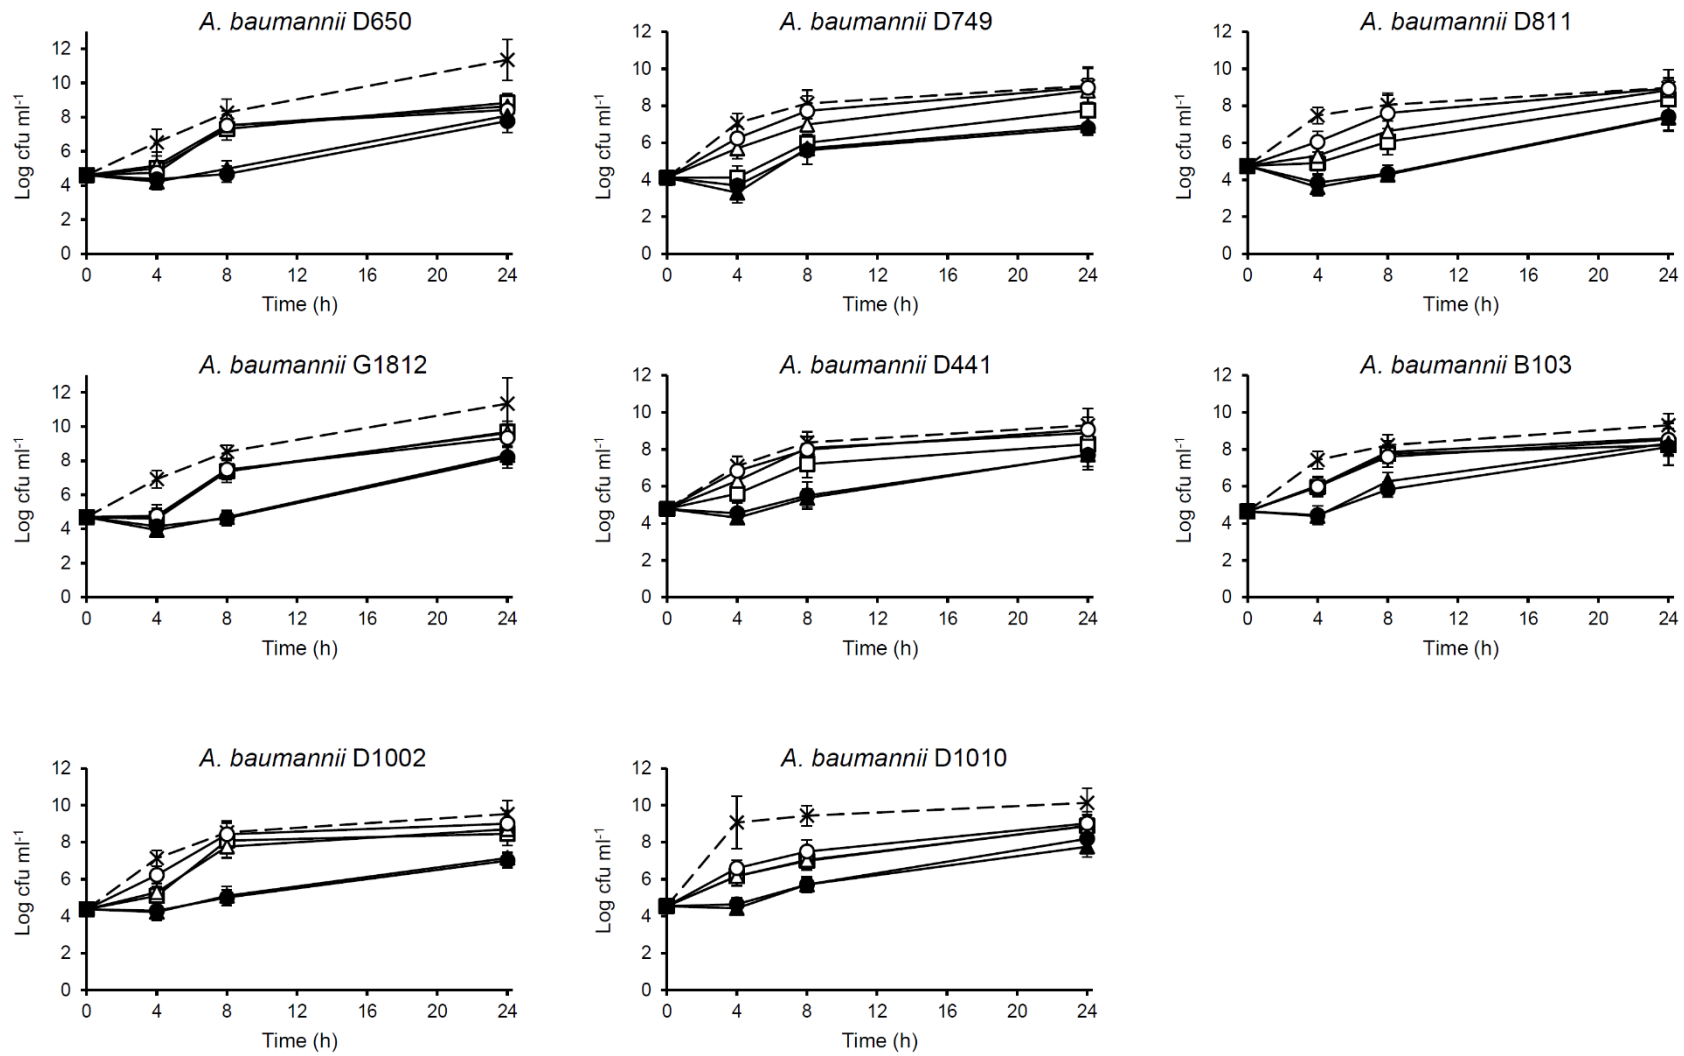 A. baumannii D650
12
10
8
6
4
2
0
Log cfu ml-1
0 4 8 12 16 20 24
Time (h)
A. baumannii D749
12
10
8
6
4
2
0
Log cfu ml-1
0 4 8 12 16 20 24
Time (h)
A. baumannii D811
12
10
8
6
4
2
0
Log cfu ml-1
0 4 8 12 16 20 24
Time (h)
A. baumannii G1812
12
10
8
6
4
2
0
Log cfu ml-1
0 4 8 12 16 20 24
Time (h)
A. baumannii D441
12
10
8
6
4
2
0
Log cfu ml-1
0 4 8 12 16 20 24
Time (h)
A. baumannii B103
12
10
8
6
4
2
0
Log cfu ml-1
0 4 8 12 16 20 24
Time (h)
A. baumannii D1002
12
10
8
6
4
2
0
Log cfu ml-1
0 4 8 12 16 20 24
Time (h)
A. baumannii D1010
12
10
8
6
4
2
0
Log cfu ml-1
0 4 8 12 16 20 24
Time (h)